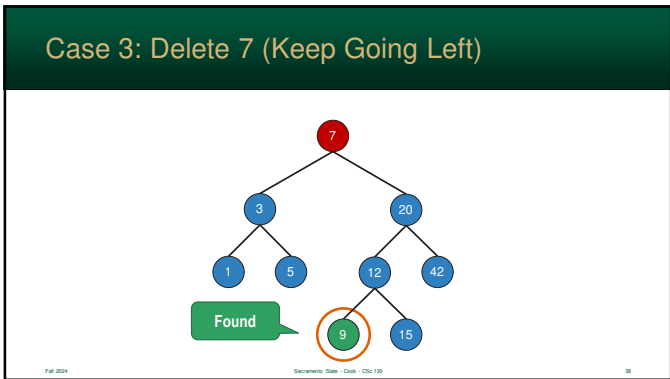 Case 3: Delete 7 (Keep Going Left)
7
3
20
1
5
12
42
Found
9
15
Fall 2024
Sacramento State - Cook - CSc 130
38